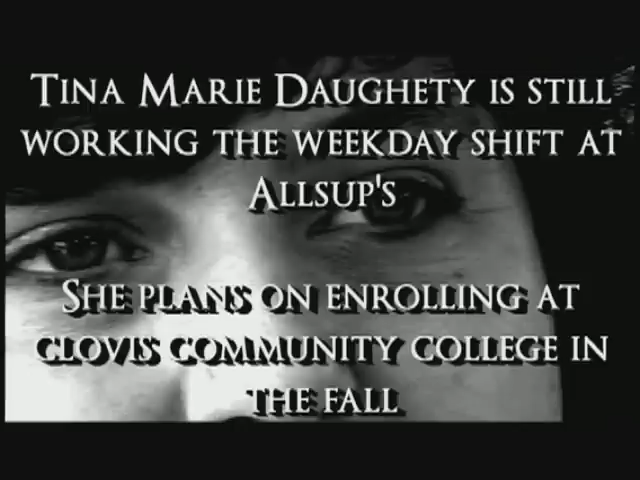 Tina Marie Daughety is still
working the weekday shift at
Allsup's
She plans on enrolling at
clovis community college in
the fall